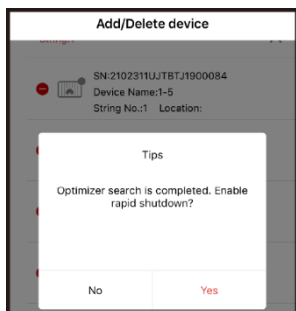 Add/Delete device
SN:2102311UJTBTJ1900084
Device Name:1-5
String No.:1 Location:
Tips
Optimizer search is completed. Enable
rapid shutdown?
No
Yes